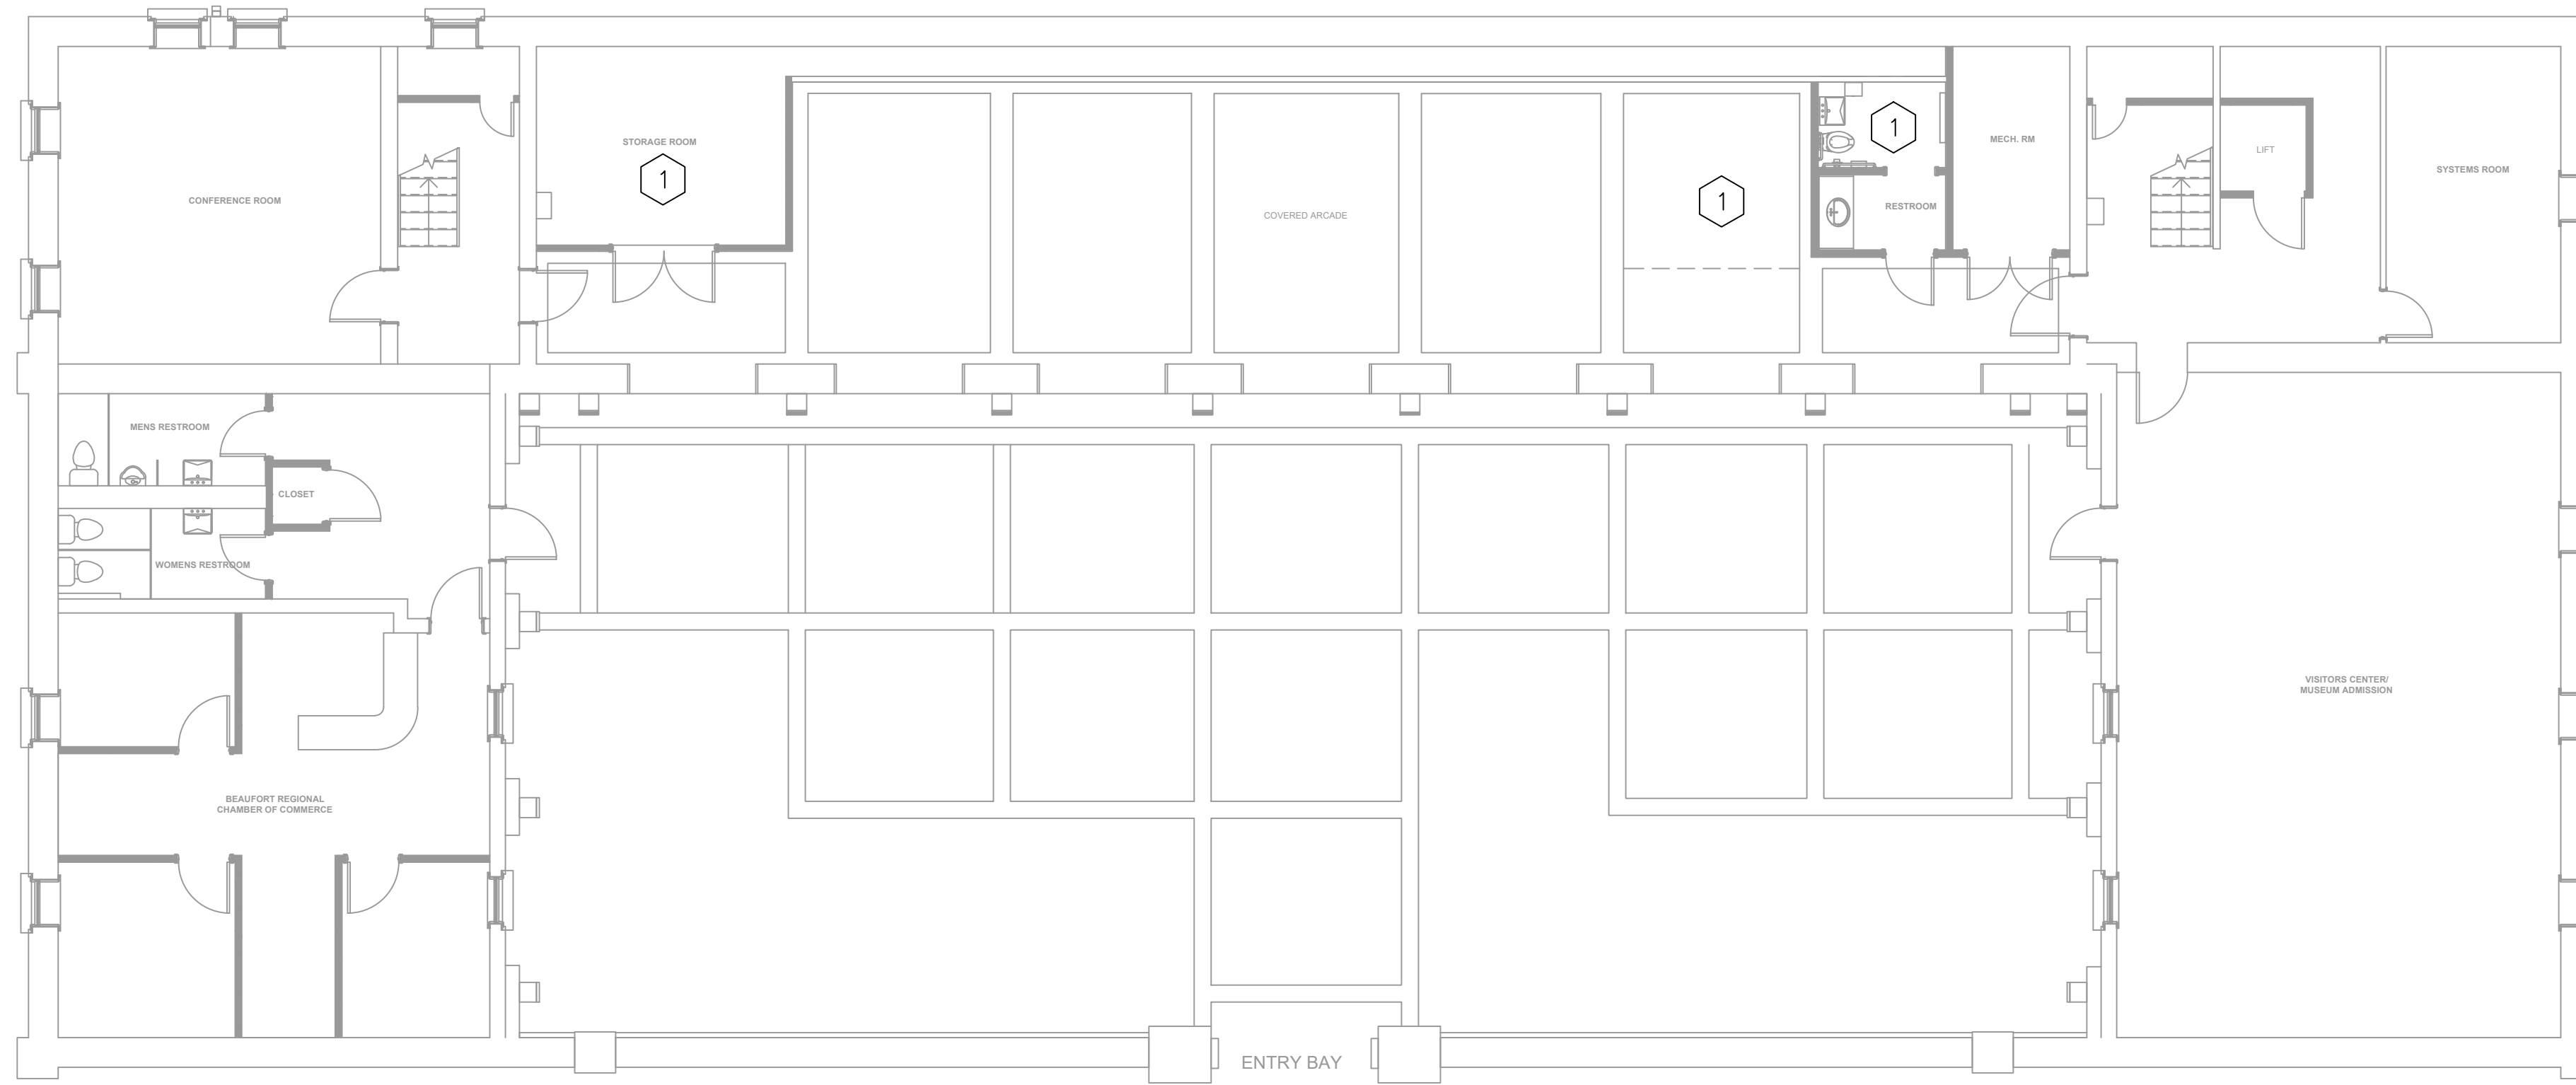 STORAGE ROOM
1
1
MECH. RM
LIFT
SYSTEMS ROOM
CONFERENCE ROOM
1
RESTROOM
COVERED ARCADE
MENS RESTROOM
CLOSET
WOMENS RESTROOM
VISITORS CENTER/
MUSEUM ADMISSION
BEAUFORT REGIONAL
CHAMBER OF COMMERCE
ENTRY BAY